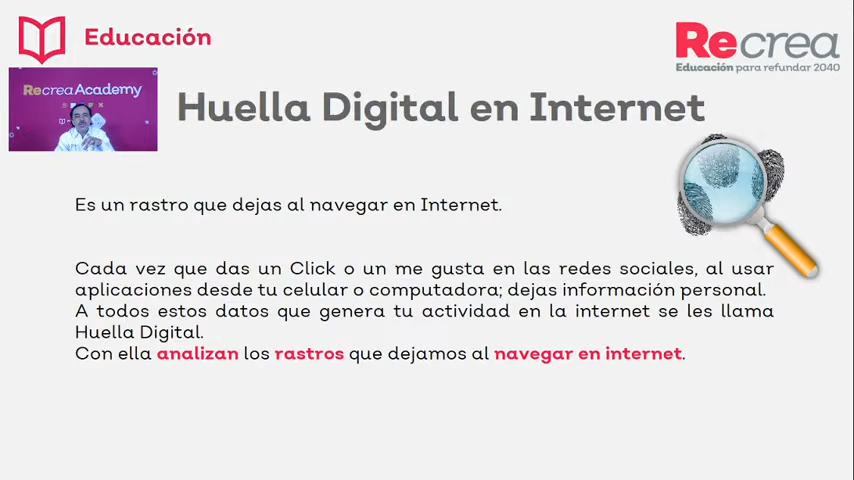 Educación
Recrea
Educación para refundar 2040
Recrea Academy
Huella Digital en Internet
Es un rastro que dejas al navegar en Internet.
Cada vez que das un Click o un me gusta en las redes sociales, al usar
aplicaciones desde tu celular o computadora; dejas información personal.
A todos estos datos que genera tu actividad en la internet se les llama
Huella Digital.
Con ella analizan los rastros que dejamos al navegar en internet.